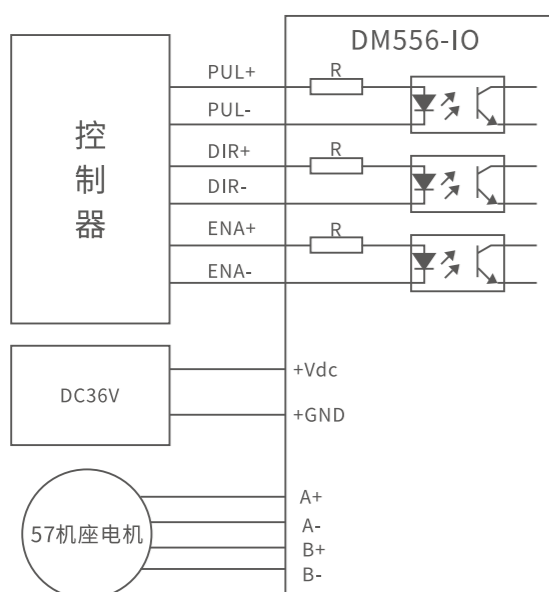 DM556-IO
控制器
PUL+
R
PUL-
DIR+
R
DIR-
ENA+
R
ENA-
DC36V
+Vdc
+GND
57机座电机
A+
A-
B+
B-